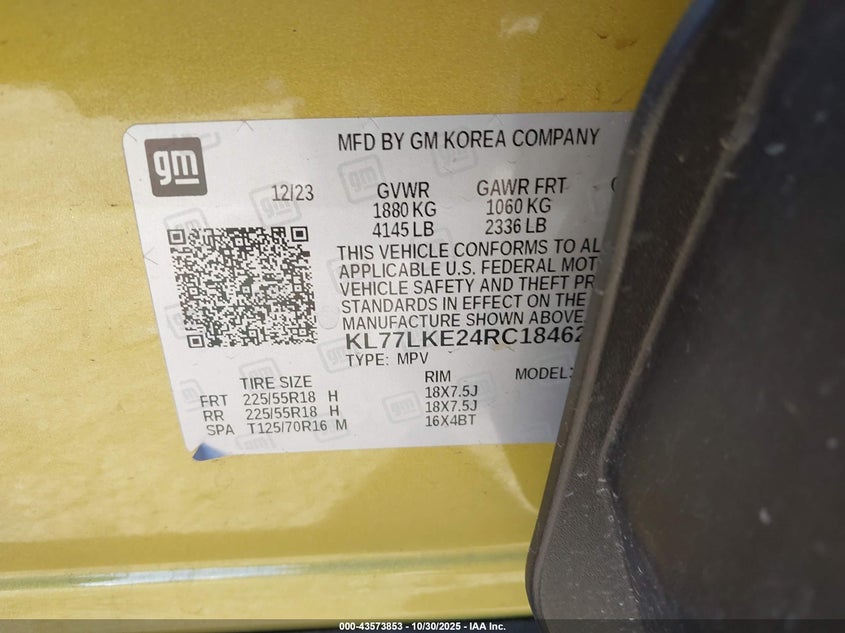 gm
MFD BY GM KOREA COMPANY
12/23 GVWR GAWR FRT
1880 KG 1060 KG
4145 LB 2336 LB
THIS VEHICLE CONFORMS TO AL
APPLICABLE U.S. FEDERAL MOT
VEHICLE SAFETY AND THEFT PR
STANDARDS IN EFFECT ON THE
MANUFACTURE SHOWN ABOVE.
KL77LKE24RC18462
TYPE: MPV MODEL:
TIRE SIZE RIM
FRT 225/55R18 H 18X7.5J
RR 225/55R18 H 18X7.5J
SPA T125/70R16 M 16X4BT
000-43573853 | 10/30/2025 | IAA Inc.